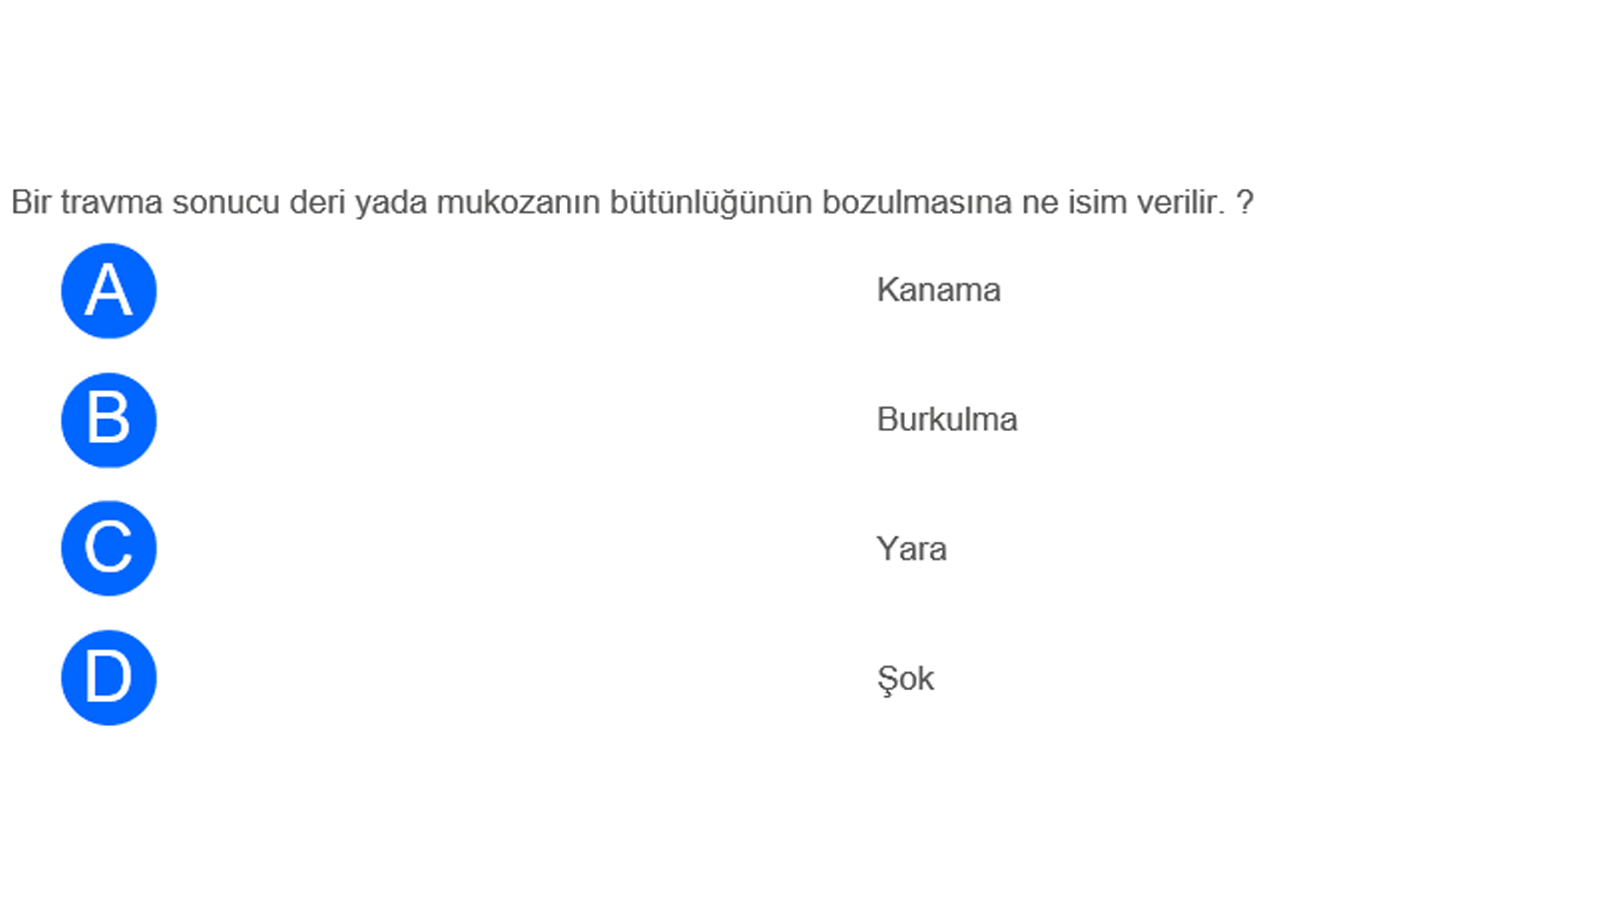 Bir travma sonucu deri yada mukozanın bütünlüğünün bozulmasına ne isim verilir. ?
A Kanama
B Burkulma
C Yara
D Şok